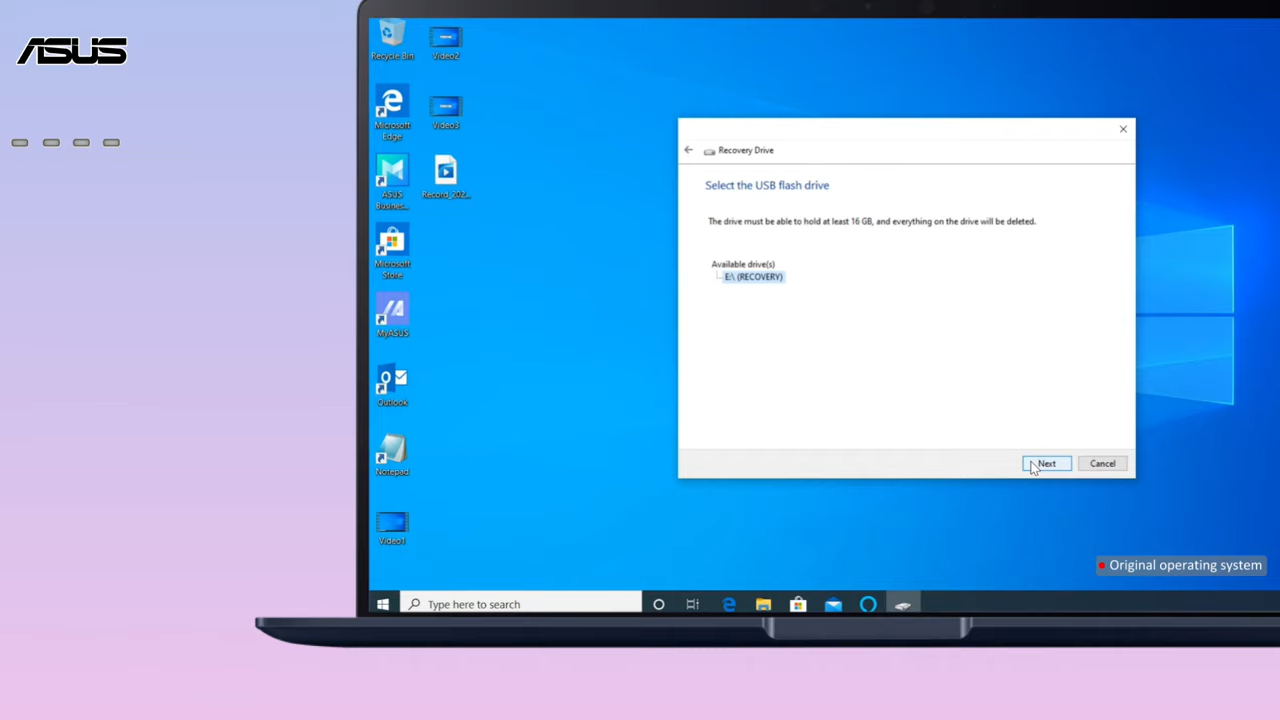 ASUS
Recycle Bin
Video2
Microsoft
Edge
Video3
ASUS
Busines...
Record_202...
Microsoft
Store
MyASUS
Outlook
Notepad
Video1
Recovery Drive
Select the USB flash drive
The drive must be able to hold at least 16 GB, and everything on the drive will be deleted.
Available drive(s)
E:\ (RECOVERY)
Next
Cancel
Original operating system
Type here to search